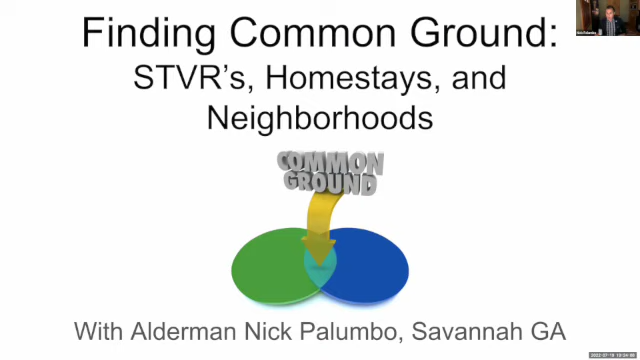 Finding Common Ground:
STVR's, Homestays, and
Neighborhoods
COMMON
GROUND
With Alderman Nick Palumbo, Savannah GA